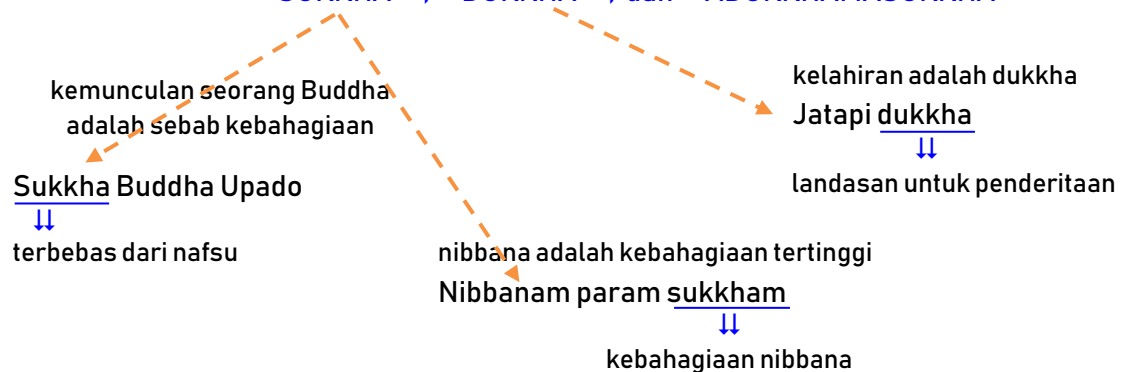 kemunculan seorang Buddha
adalah sebab kebahagiaan
Sukkha Buddha Upado
terbebas dari nafsu
nibbana adalah kebahagiaan tertinggi
Nibbanam param sukkham
kebahagiaan nibbana
kelahiran adalah dukkha
Jatapi dukkha
landasan untuk penderitaan